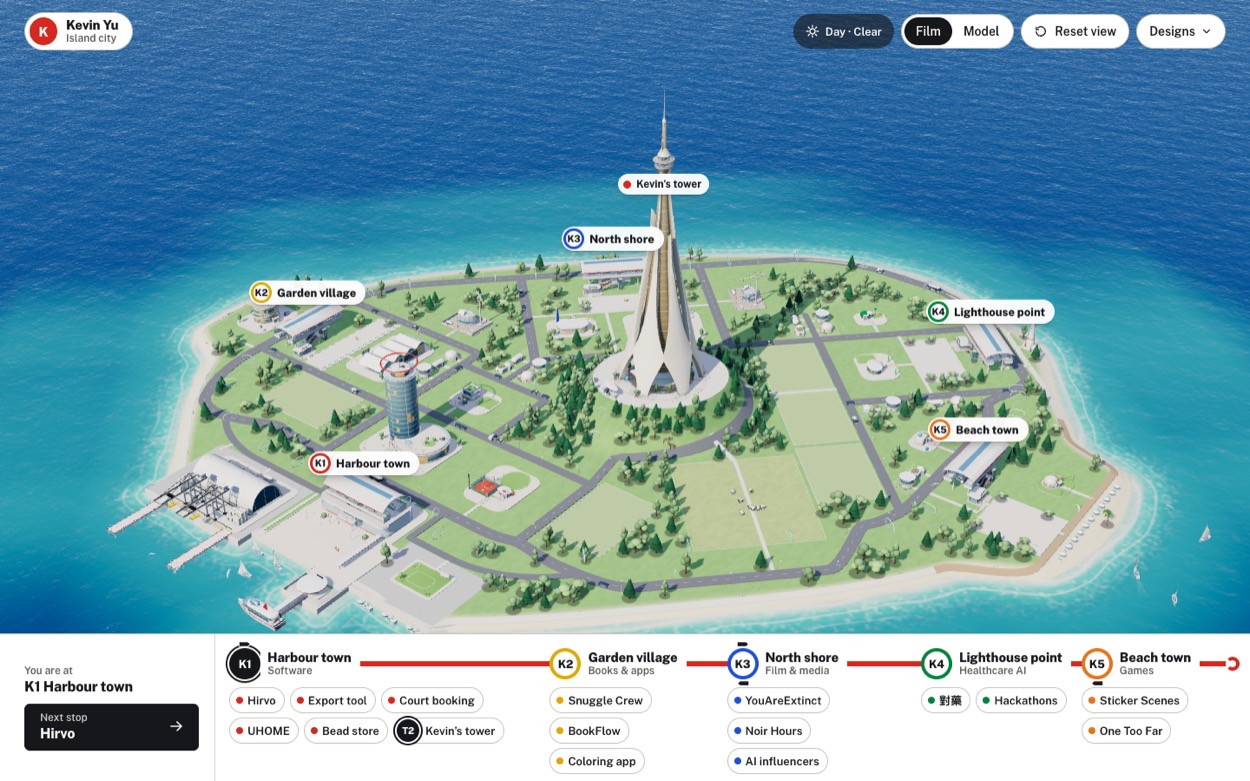 K
Kevin Yu
Island city
Day · Clear
Film
Model
Reset view
Designs
Kevin's tower
K3 North shore
K2 Garden village
K4 Lighthouse point
K5 Beach town
K1 Harbour town
You are at
K1 Harbour town
Next stop
Hirvo
K1 Harbour town
Software
Hirvo
Export tool
Court booking
UHOME
Bead store
T2 Kevin's tower
K2 Garden village
Books & apps
Snuggle Crew
BookFlow
Coloring app
K3 North shore
Film & media
YouAreExtinct
Noir Hours
AI influencers
K4 Lighthouse point
Healthcare AI
對藥
Hackathons
K5 Beach town
Games
Sticker Scenes
One Too Far